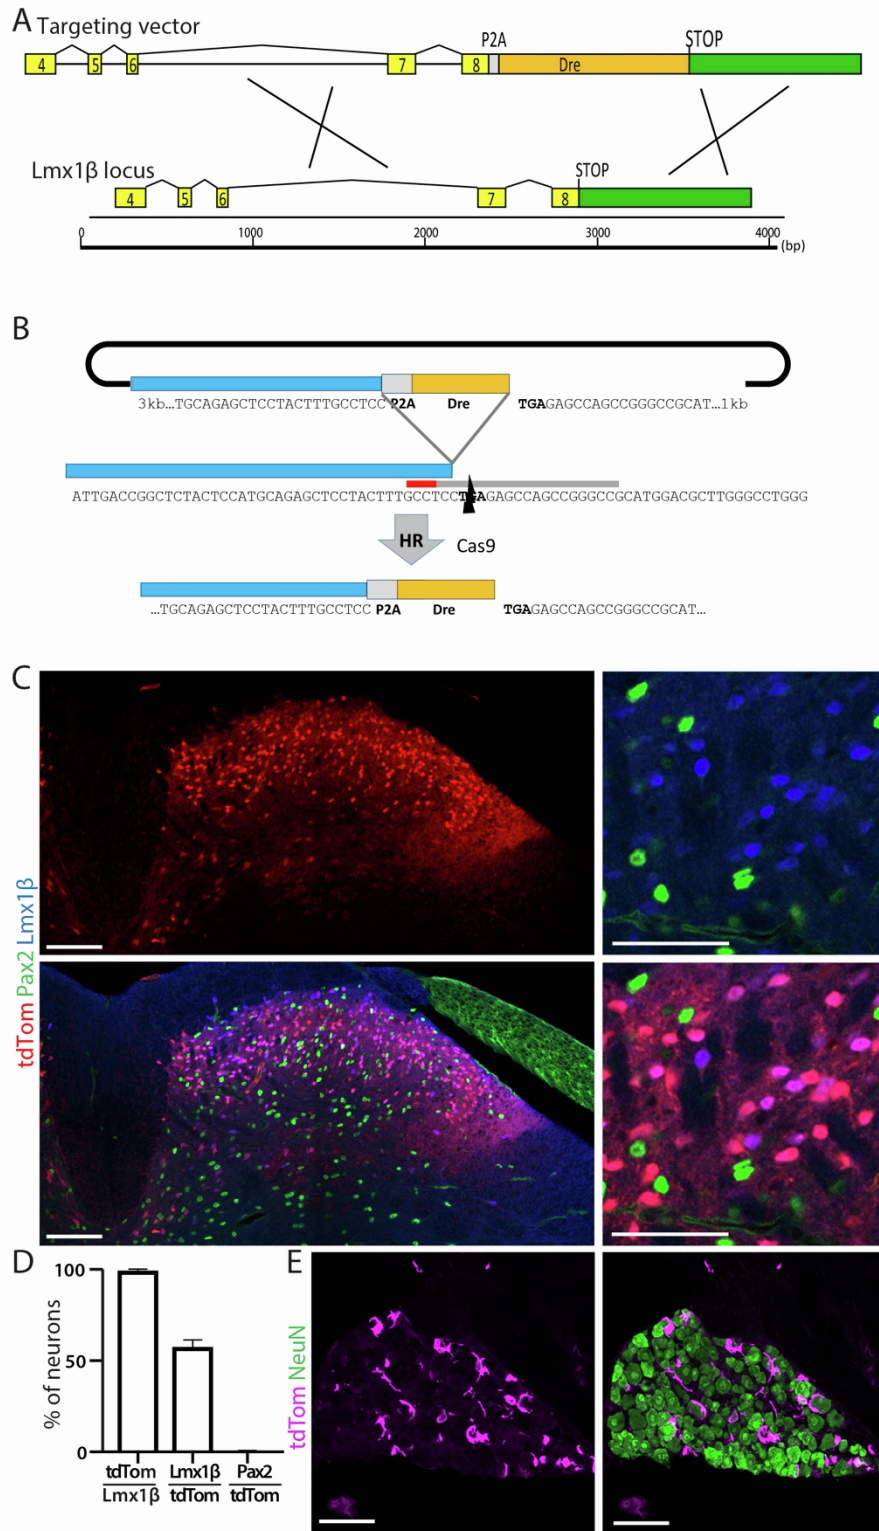 A Targeting vector
P2A
STOP
4 5 6 7 8 Dre
Lmx1β locus
STOP
4 5 6 7 8
0 1000 2000 3000 4000 (bp)
B
P2A Dre
3kb…TGCAGAGCTCCTACTTTGCCTCC TGAGAGCCAGCCGGGCCGCAT…1kb
ATTGACCGGCTCTACTCCATGCAGAGCTCCTACTTTGCCTCCTGAGAGCCAGCCGGGCCGCATGGACGCTTGGGCCTGGG
HR Cas9
…TGCAGAGCTCCTACTTTGCCTCC P2A Dre TGAGAGCCAGCCGGGCCGCAT…
C
tdTom Pax2 Lmx1β
D
% of neurons
100
50
0
tdTom Lmx1β Pax2
Lmx1β tdTom tdTom
E
tdTom NeuN